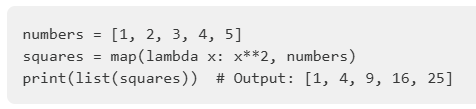 numbers = [1, 2, 3, 4, 5]
squares = map(lambda x: x**2, numbers)
print(list(squares))  # Output: [1, 4, 9, 16, 25]